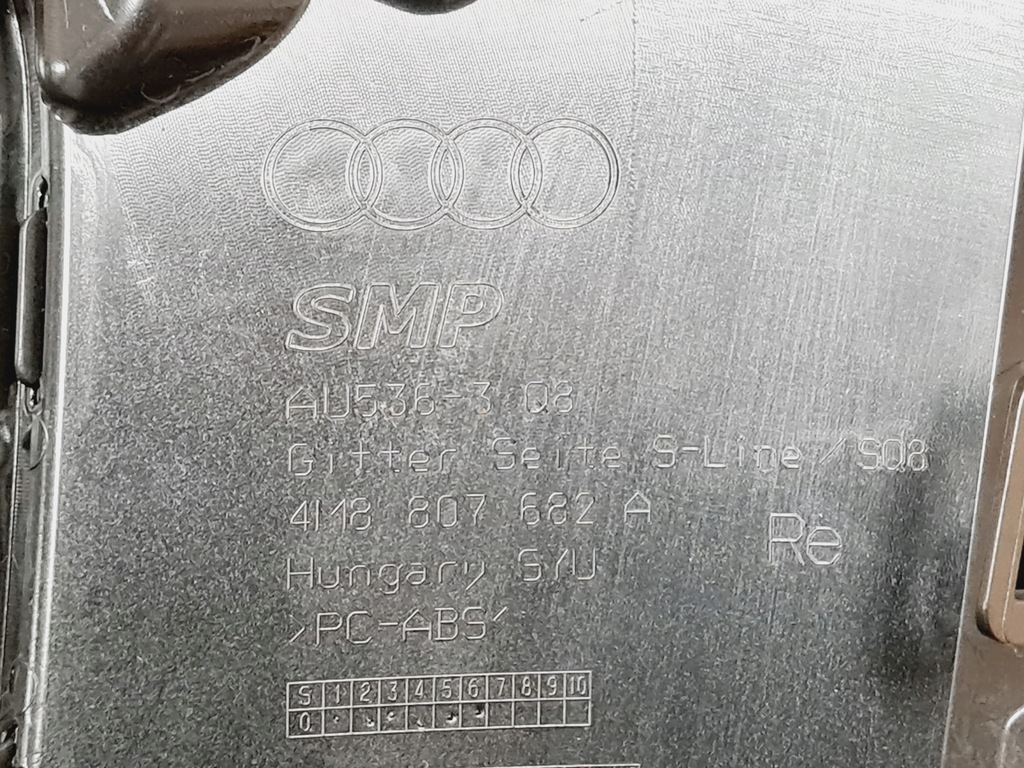 SMP
AU536-3 Q8
Gitter Seite S-Line/SQ8
4M8 807 682 A
Re
Hungary SYU
>PC-ABS<
S 1 2 3 4 5 6 7 8 9 10
0